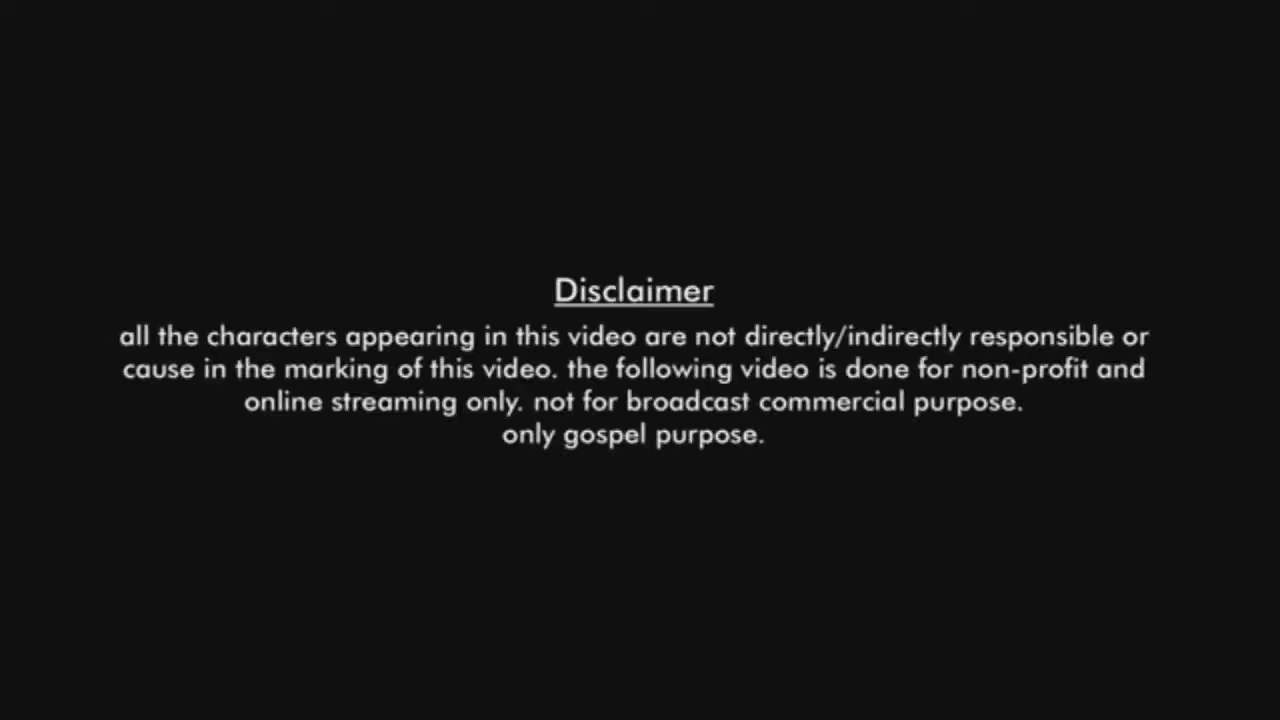 Disclaimer
all the characters appearing in this video are not directly/indirectly responsible or
cause in the marking of this video. the following video is done for non-profit and
online streaming only. not for broadcast commercial purpose.
only gospel purpose.